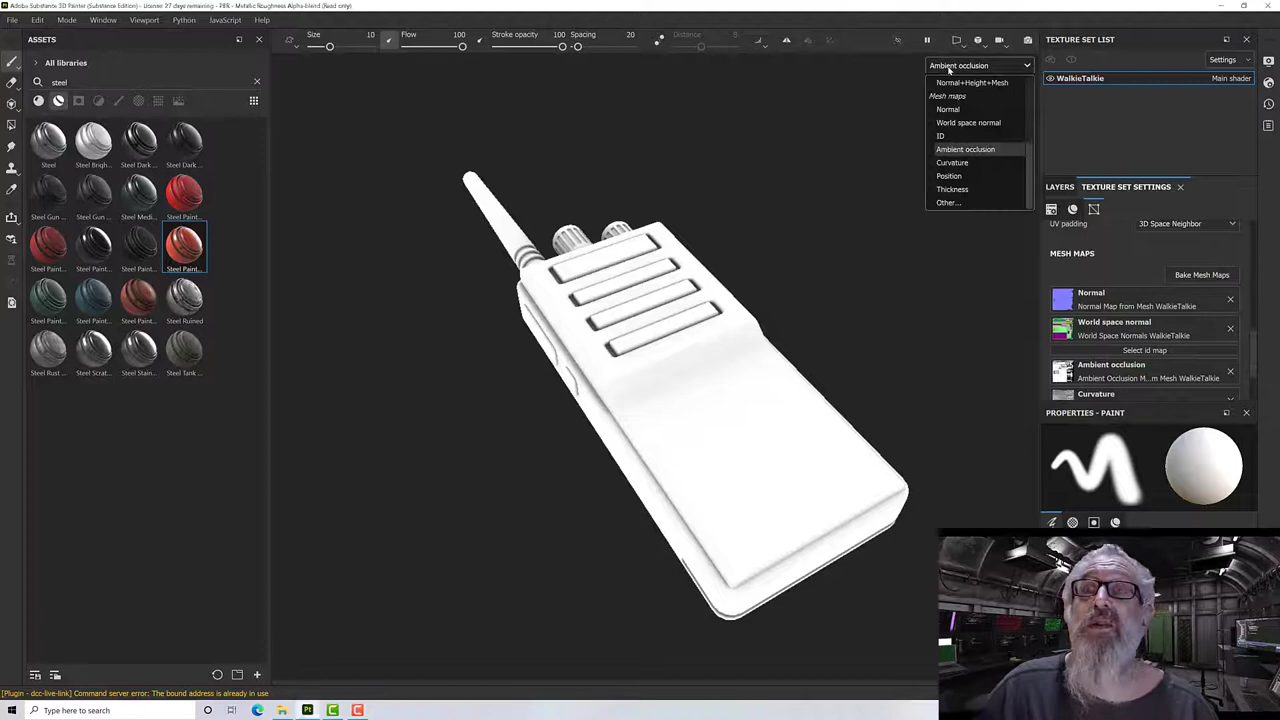 Adobe Substance 3D Painter (Substance Edition) - License: 27 days remaining - PBR - Metallic Roughness Alpha-blend (Read only)
File Edit Mode Window Viewport Python JavaScript Help
ASSETS
Size 10 Flow 100 Stroke opacity 100 Spacing 20 Distance 8
TEXTURE SET LIST
All libraries
Settings
steel
Ambient occlusion
WalkieTalkie Main shader
Normal+Height+Mesh
Mesh maps
Normal
World space normal
ID
Ambient occlusion
Curvature
Position
Thickness
Other...
Steel Steel Brigh... Steel Dark ... Steel Dark ...
Steel Gun ... Steel Gun ... Steel Medi... Steel Paint...
Steel Paint... Steel Paint... Steel Paint... Steel Paint...
Steel Paint... Steel Paint... Steel Paint... Steel Ruined
Steel Rust ... Steel Scrat... Steel Stain... Steel Tank ...
LAYERS TEXTURE SET SETTINGS
UV padding 3D Space Neighbor
MESH MAPS
Bake Mesh Maps
Normal
Normal Map from Mesh WalkieTalkie
World space normal
World Space Normals WalkieTalkie
Select id map
Ambient occlusion
Ambient Occlusion M...m Mesh WalkieTalkie
Curvature
PROPERTIES - PAINT
[Plugin - dcc-live-link] Command server error: The bound address is already in use
Type here to search
Pt